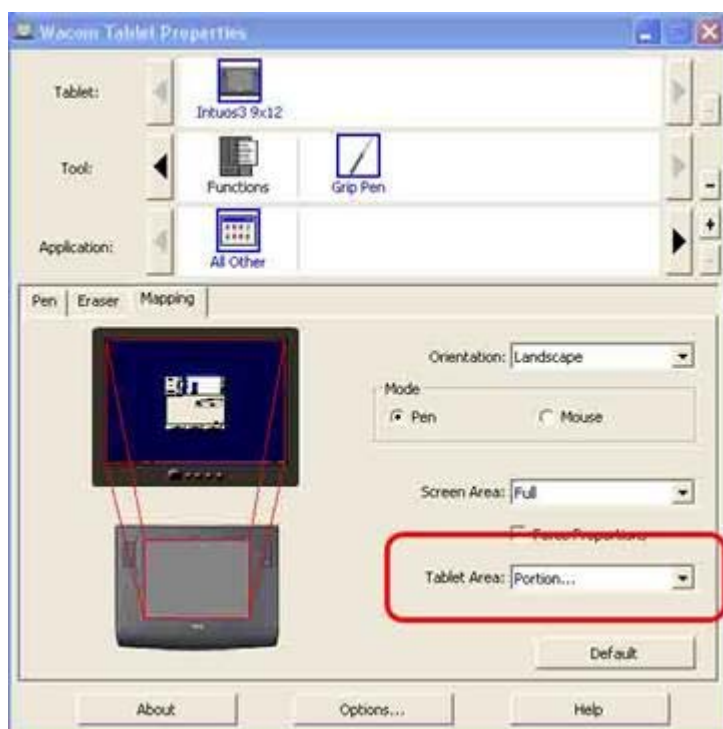 Wacom Tablet Properties
Tablet:
Intuos3 9x12
Tool:
Functions
Grip Pen
Application:
All Other
Pen
Eraser
Mapping
Orientation: Landscape
Mode
Pen
Mouse
Screen Area: Full
Force Proportions
Tablet Area: Portion...
Default
About
Options...
Help